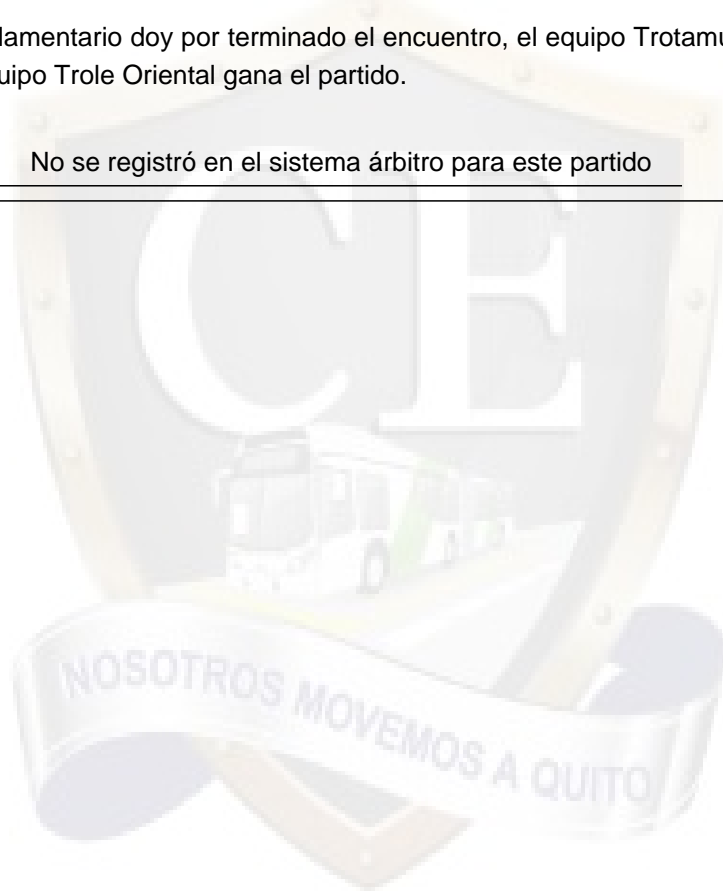 lamentario doy por terminado el encuentro, el equipo Trotamu
uipo Trole Oriental gana el partido.
No se registró en el sistema árbitro para este partido
CE
NOSOTROS MOVEMOS A QUITO